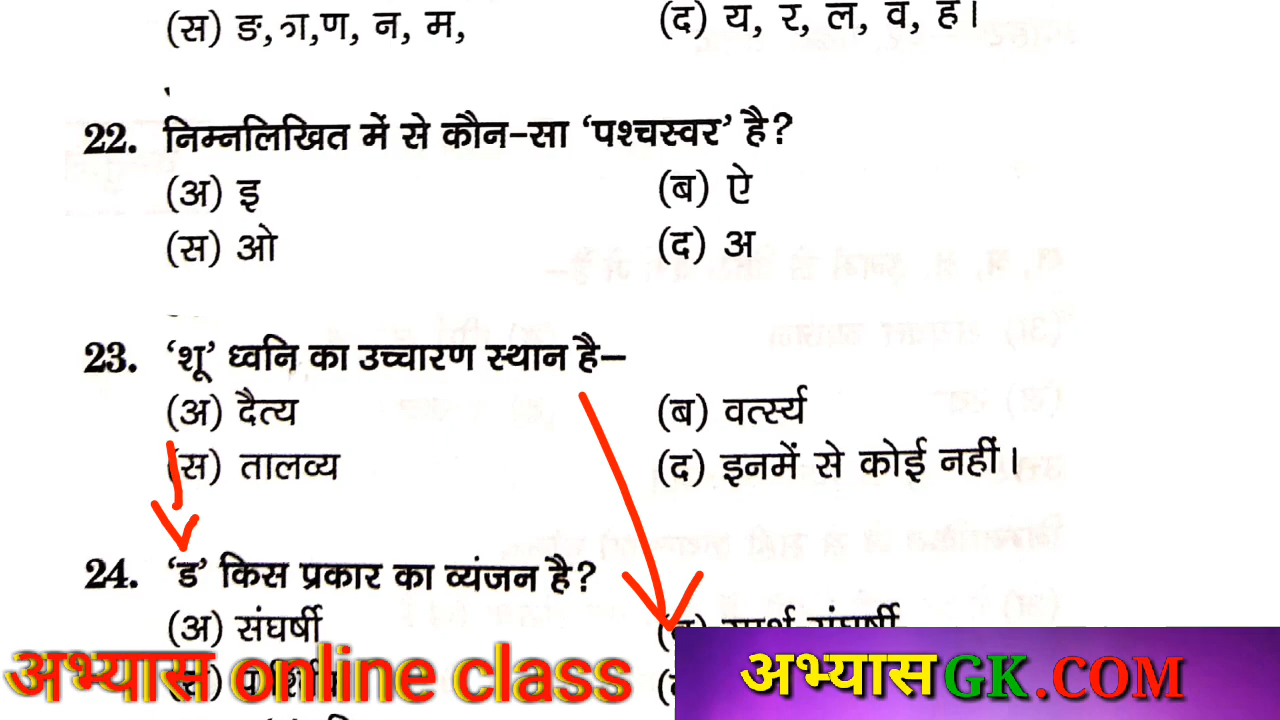 (स) ङ, ञ, ण, न, म, (द) य, र, ल, व, ह।
22. निम्नलिखित में से कौन-सा ‘पश्चस्वर’ है?
(अ) इ (ब) ऐ
(स) ओ (द) अ
23. ‘शू’ ध्वनि का उच्चारण स्थान है–
(अ) दैत्य (ब) वर्त्स्य
(स) तालव्य (द) इनमें से कोई नहीं।
24. ‘ड’ किस प्रकार का व्यंजन है?
(अ) संघर्षी
अभ्यास online class
अभ्यास GK.COM